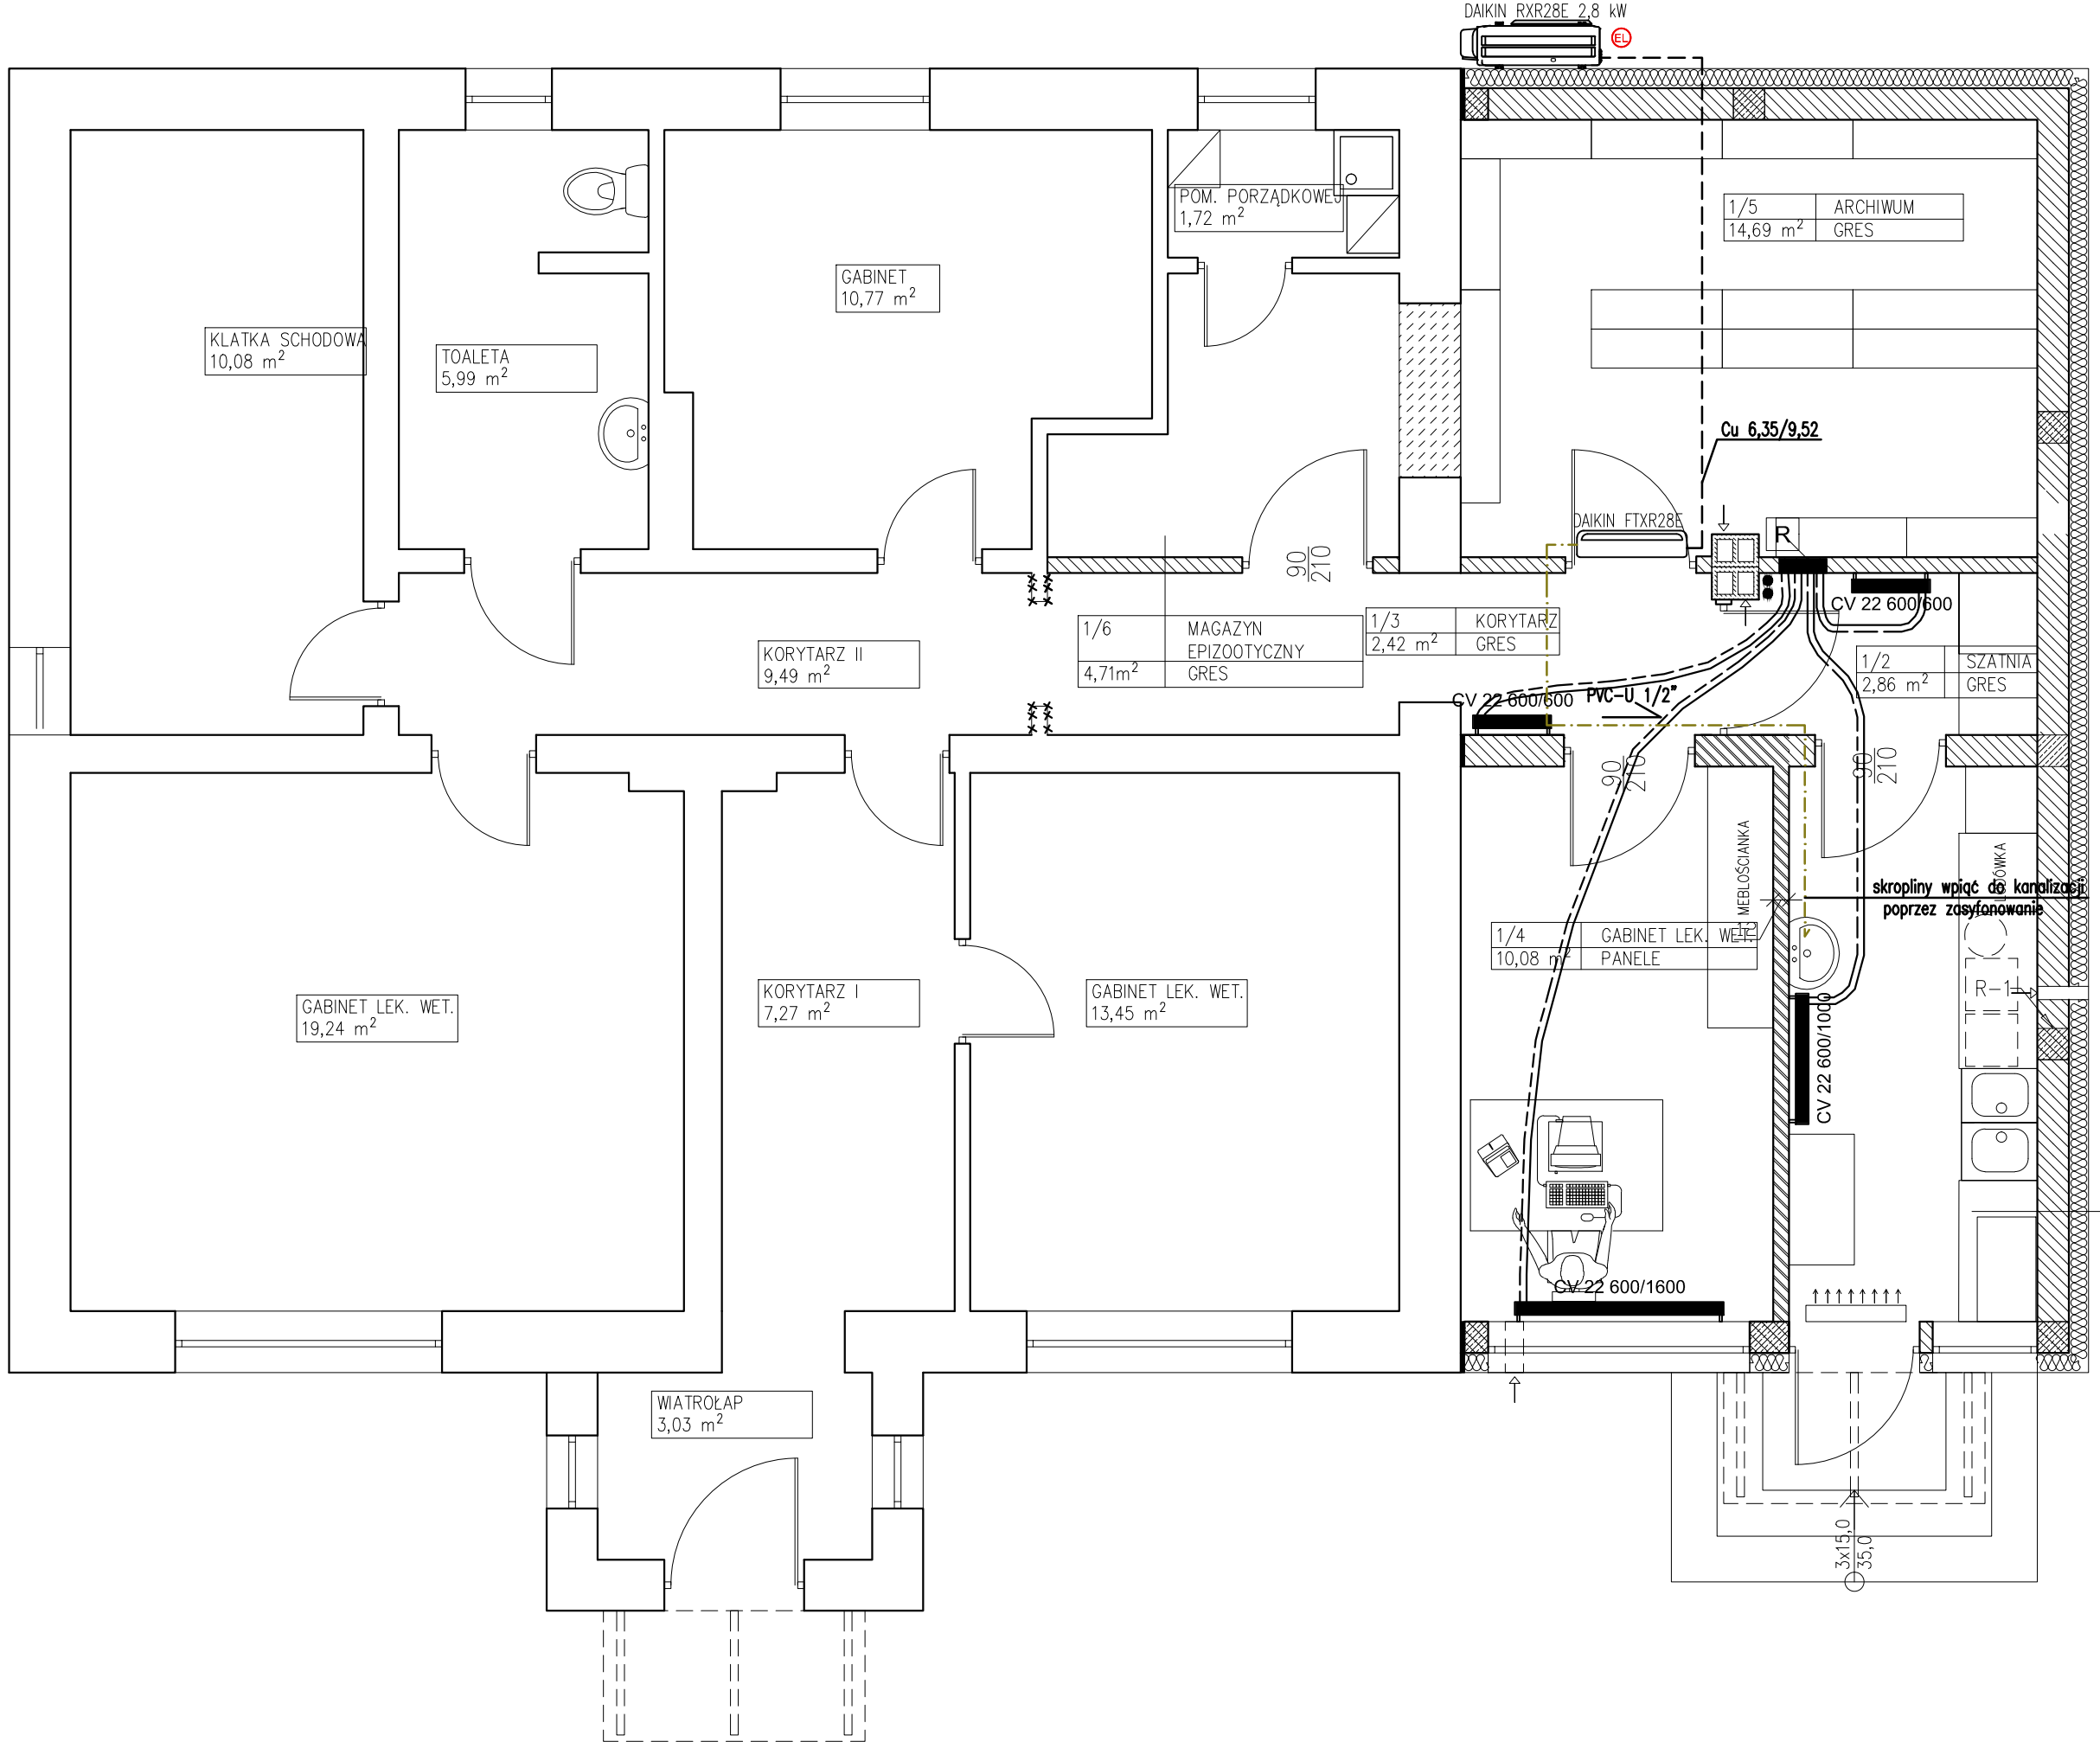 DAIKIN RXR28E 2,8 kW
EL
POM. PORZĄDKOWEJ
1,72 m²
1/5 ARCHIWUM
14,69 m² GRES
GABINET
10,77 m²
KLATKA SCHODOWA
10,08 m²
TOALETA
5,99 m²
Cu 6,35/9,52
DAIKIN FTXR28E
R
90
210
CV 22 600/600
1/6 MAGAZYN
EPIZOOTYCZNY
4,71m² GRES
1/3 KORYTARZ
2,42 m² GRES
KORYTARZ II
9,49 m²
1/2 SZATNIA
2,86 m² GRES
CV 22 600/600
PVC-U 1/2"
90
210
90
210
MEBLOŚCIANKA
skropliny wpiąć do kanalizacji
poprzez zasyfonowanie
1/4 GABINET LEK. WET.
10,08 m² PANELE
R-1
GABINET LEK. WET.
19,24 m²
KORYTARZ I
7,27 m²
GABINET LEK. WET.
13,45 m²
CV 22 600/1000
CV 22 600/1600
WIATROŁAP
3,03 m²
3x15,0
35,0